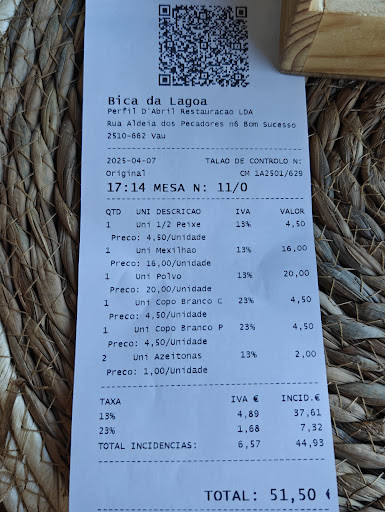 Bica da Lagoa
Perfil D'Abril Restauracao LDA
Rua Aldeia dos Pecadores n6 Bom Sucesso
2510-662 Vau
2025-04-07 TALAO DE CONTROLO N:
Original CM 1A2501/629
17:14 MESA N: 11/0
QTD UNI DESCRICAO IVA VALOR
1 Uni 1/2 Peixe 13% 4,50
Preco: 4,50/Unidade
1 Uni Mexilhao 13% 16,00
Preco: 16,00/Unidade
1 Uni Polvo 13% 20,00
Preco: 20,00/Unidade
1 Uni Copo Branco C 23% 4,50
Preco: 4,50/Unidade
1 Uni Copo Branco P 23% 4,50
Preco: 4,50/Unidade
2 Uni Azeitonas 13% 2,00
Preco: 1,00/Unidade
TAXA IVA € INCID.€
13% 4,89 37,61
23% 1,68 7,32
TOTAL INCIDENCIAS: 6,57 44,93
TOTAL: 51,50 €